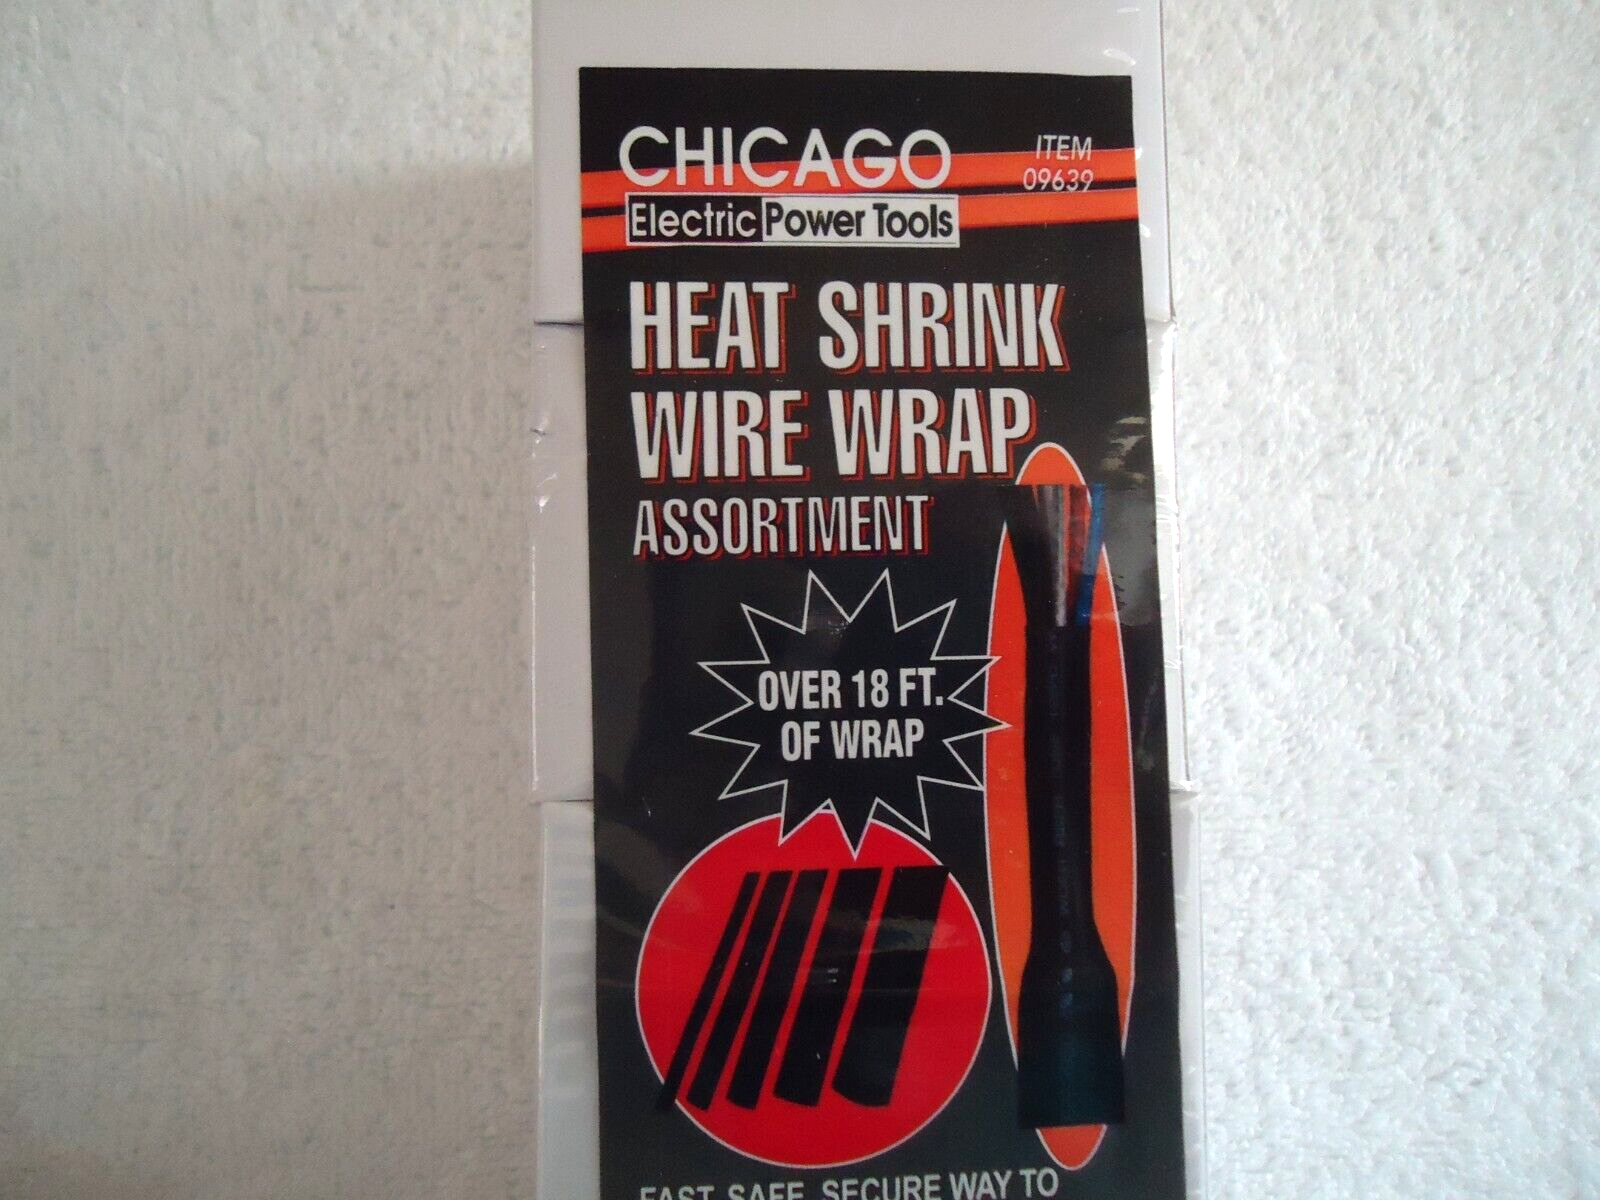 CHICAGO
Electric Power Tools
ITEM
09639
HEAT SHRINK
WIRE WRAP
ASSORTMENT
OVER 18 FT.
OF WRAP
FAST, SAFE, SECURE WAY TO